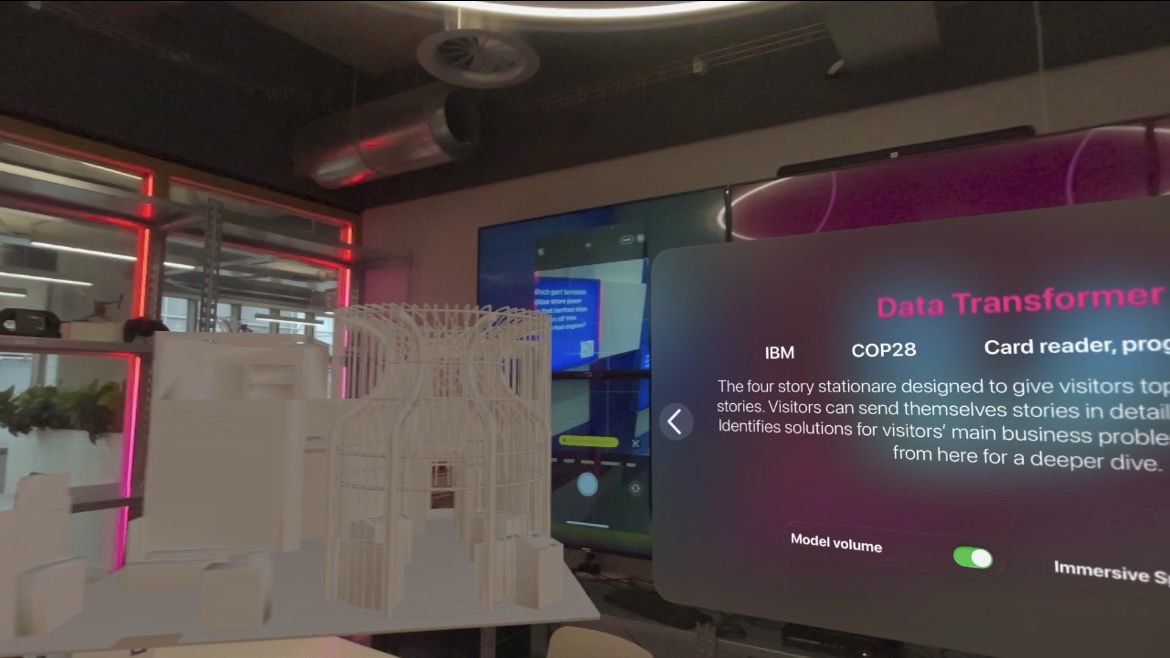 Data Transformer
IBM
COP28
Card reader, prog
The four story stationare designed to give visitors top
stories. Visitors can send themselves stories in detail
Identifies solutions for visitors' main business proble
from here for a deeper dive.
Model volume
Immersive Sp
Which part